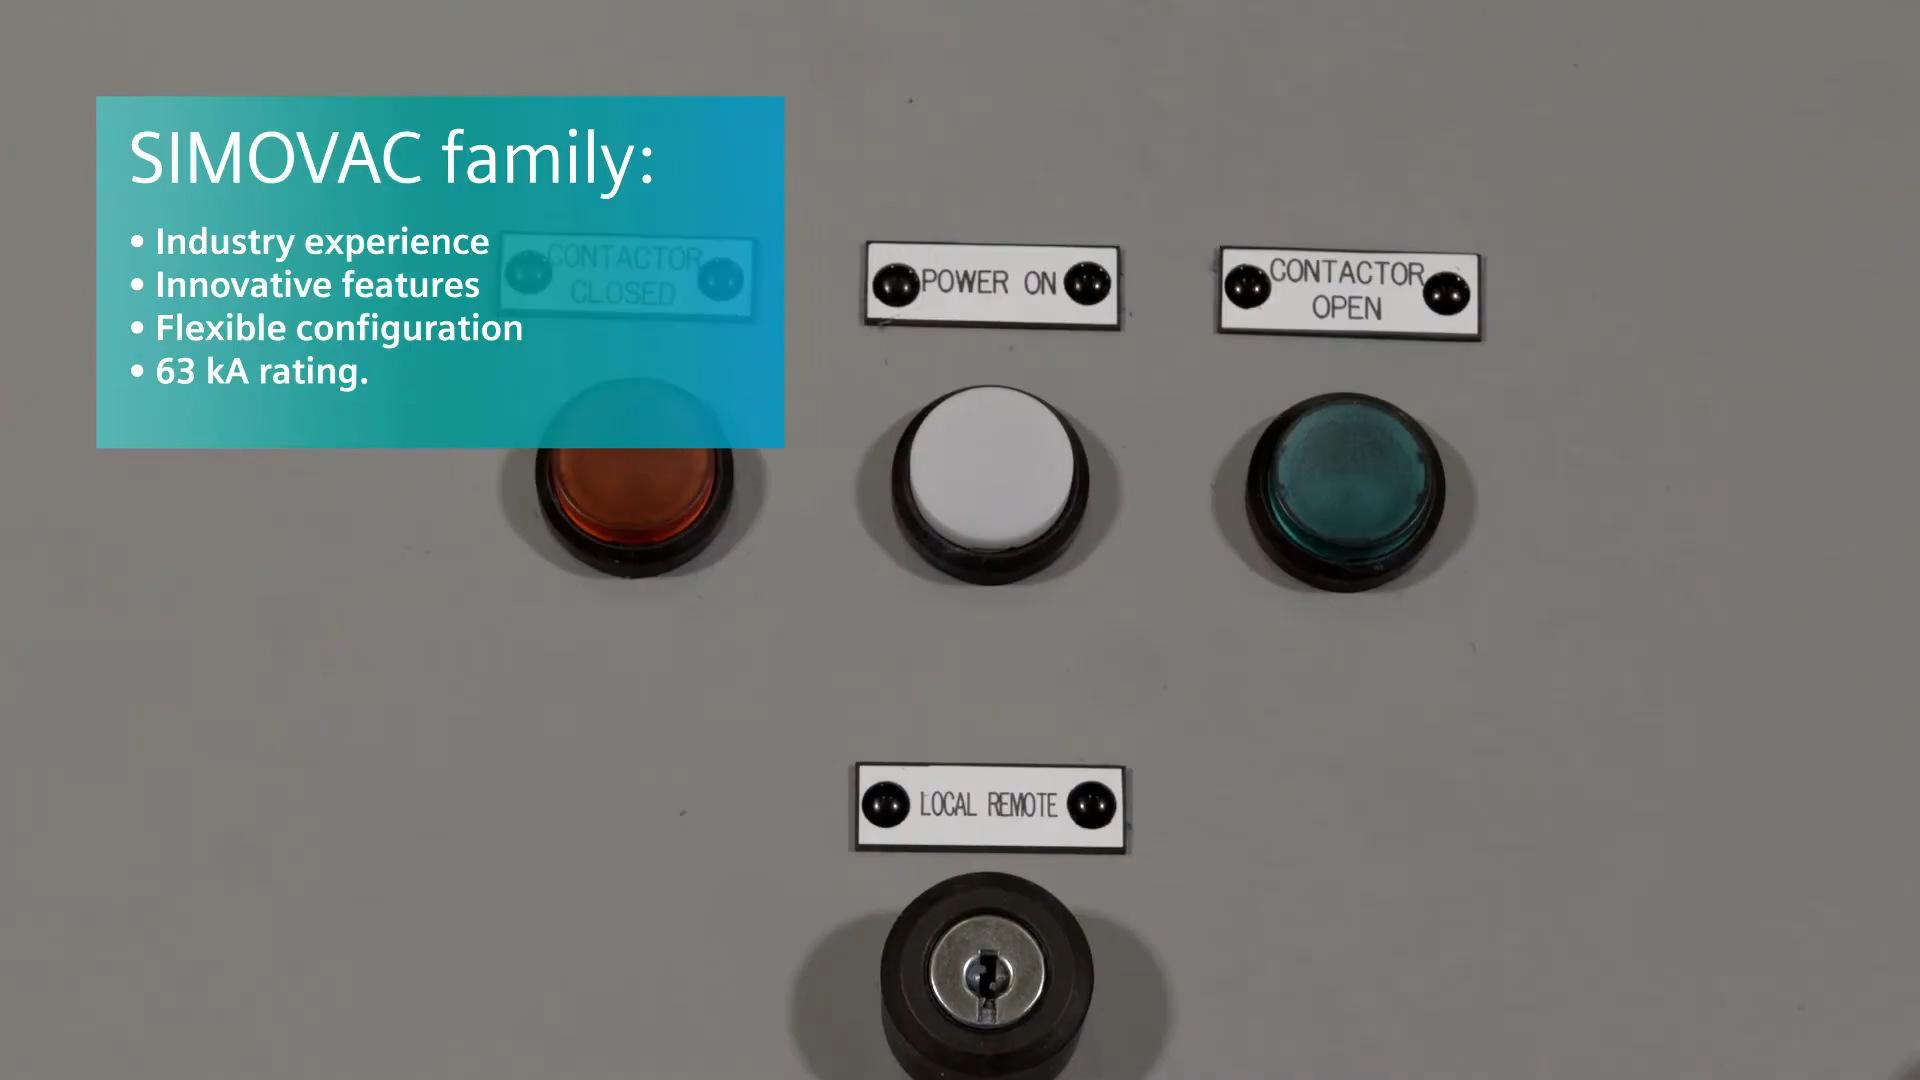 SIMOVAC family:
• Industry experience
• Innovative features
• Flexible configuration
• 63 kA rating.
CONTACTOR
CLOSED
POWER ON
CONTACTOR
OPEN
LOCAL REMOTE